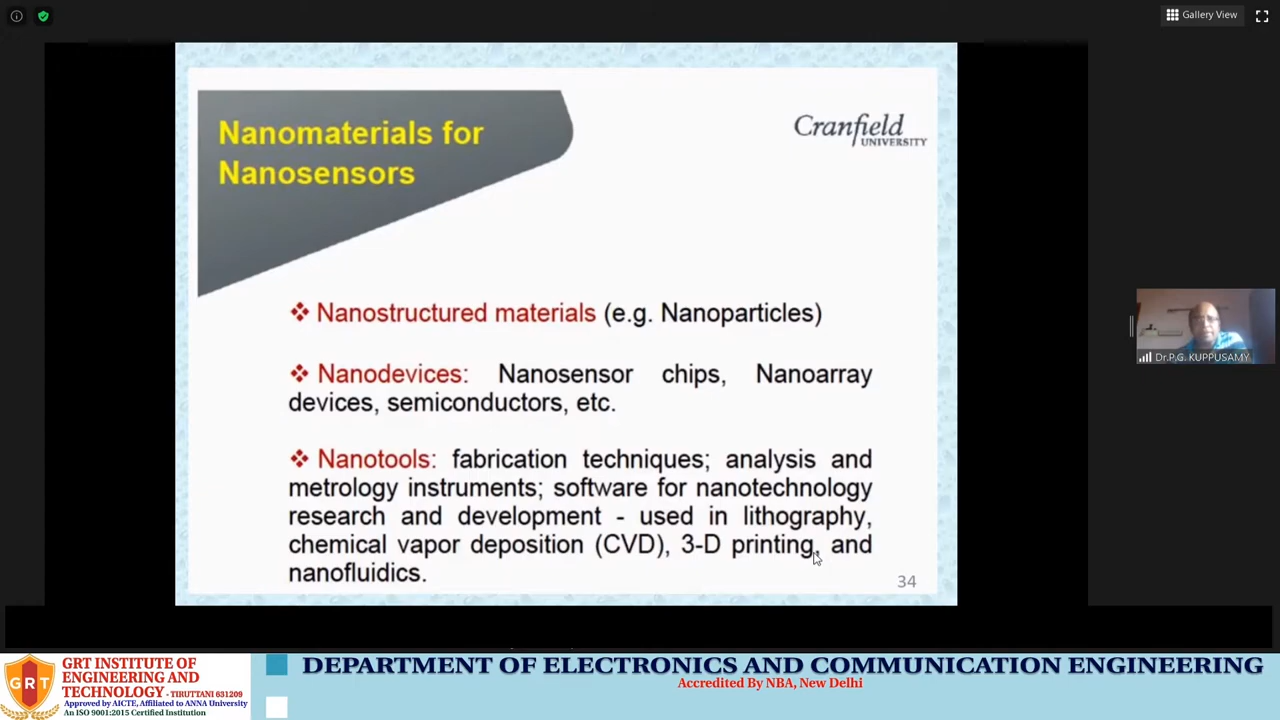 Gallery View
Nanomaterials for
Nanosensors
Cranfield
UNIVERSITY
❖ Nanostructured materials (e.g. Nanoparticles)
❖ Nanodevices: Nanosensor chips, Nanoarray
devices, semiconductors, etc.
❖ Nanotools: fabrication techniques; analysis and
metrology instruments; software for nanotechnology
research and development - used in lithography,
chemical vapor deposition (CVD), 3-D printing, and
nanofluidics.
34
Dr.P.G. KUPPUSAMY
GRT
GRT INSTITUTE OF
ENGINEERING AND
TECHNOLOGY - TIRUTTANI 631209
Approved by AICTE, Affiliated to ANNA University
An ISO 9001:2015 Certified Institution
DEPARTMENT OF ELECTRONICS AND COMMUNICATION ENGINEERING
Accredited By NBA, New Delhi